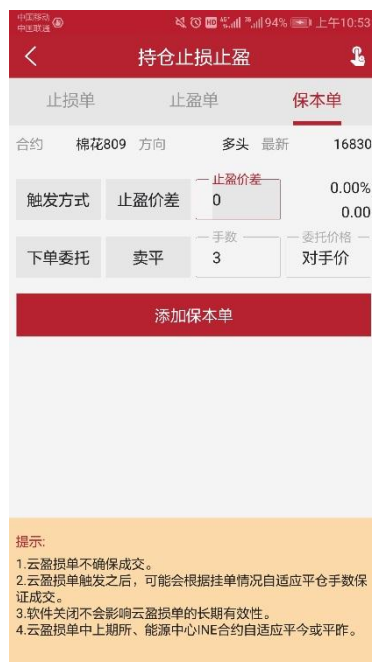 中国移动
中国联通
HD 46 36 94% 上午10:53
持仓止损止盈
止损单 止盈单 保本单
合约 棉花809 方向 多头 最新 16830
触发方式 止盈价差 止盈价差 0 0.00%
0.00
下单委托 卖平 手数 3 委托价格 对手价
添加保本单
提示:
1.云盈损单不确保成交。
2.云盈损单触发之后，可能会根据挂单情况自适应平仓手数保
证成交。
3.软件关闭不会影响云盈损单的长期有效性。
4.云盈损单中上期所、能源中心INE合约自适应平今或平昨。